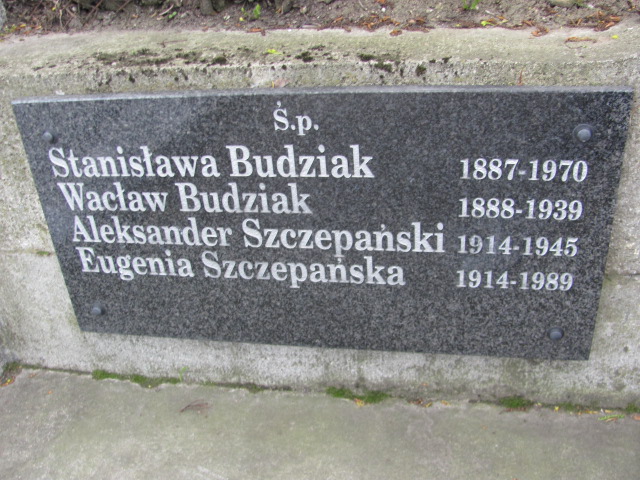 Ś.p.
Stanisława Budziak 1887-1970
Wacław Budziak 1888-1939
Aleksander Szczepański 1914-1945
Eugenia Szczepańska 1914-1989